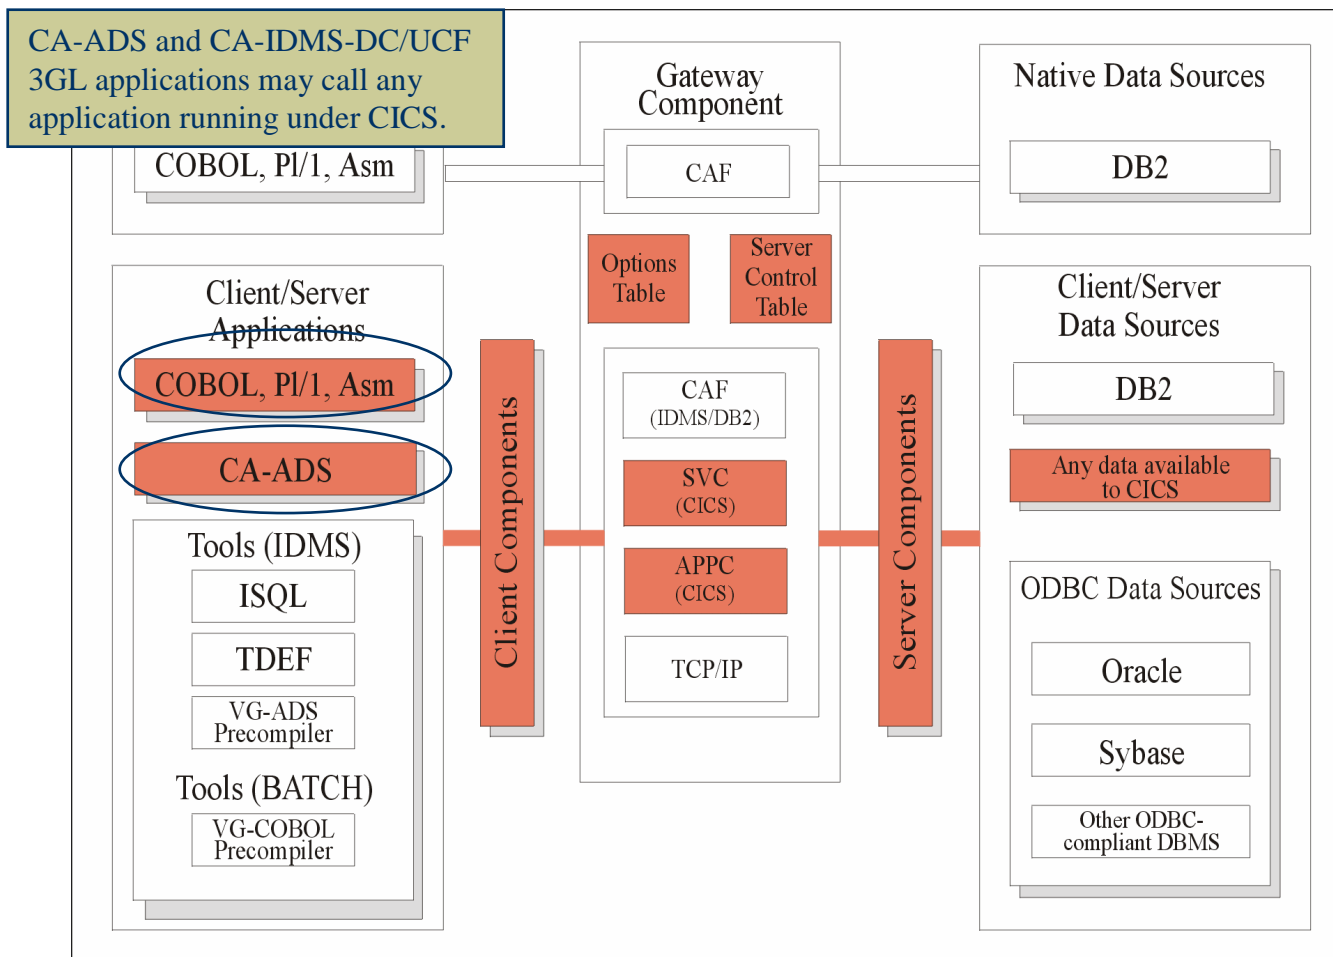 CA-ADS and CA-IDMS-DC/UCF
3GL applications may call any
application running under CICS.
COBOL, Pl/1, Asm
Client/Server
Applications
COBOL, Pl/1, Asm
CA-ADS
Tools (IDMS)
ISQL
TDEF
VG-ADS
Precompiler
Tools (BATCH)
VG-COBOL
Precompiler
Client Components
Gateway
Component
CAF
Options
Table
Server
Control
Table
CAF
(IDMS/DB2)
SVC
(CICS)
APPC
(CICS)
TCP/IP
Server Components
Native Data Sources
DB2
Client/Server
Data Sources
DB2
Any data available
to CICS
ODBC Data Sources
Oracle
Sybase
Other ODBC-
compliant DBMS